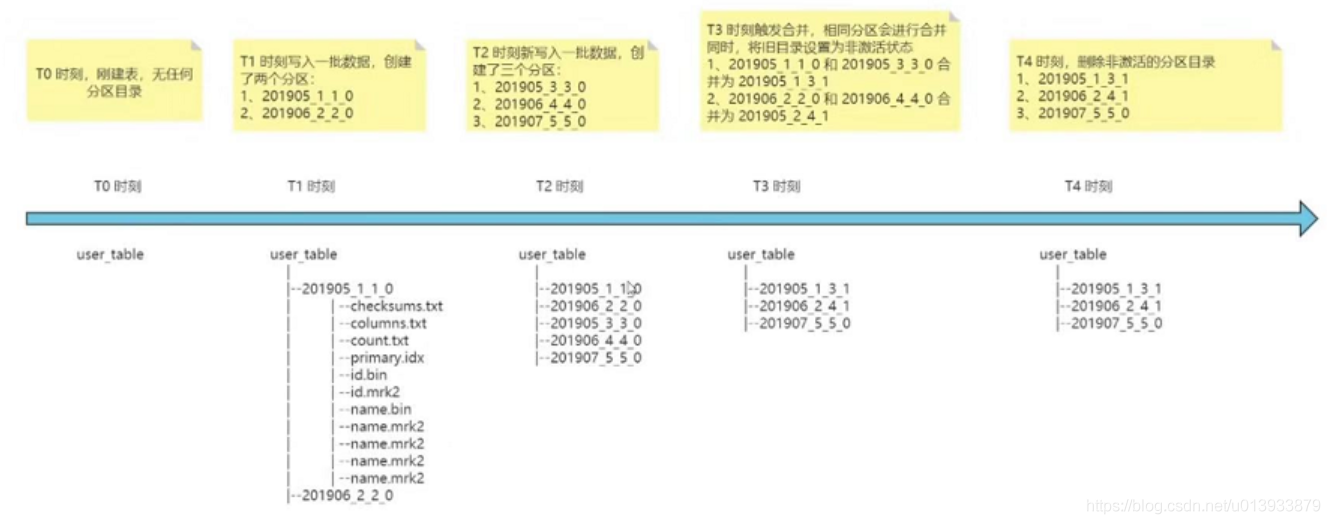 T0 时刻，刚建表，无任何
分区目录
T1 时刻写入一批数据，创建
了两个分区：
1、201905_1_1_0
2、201906_2_2_0
T2 时刻新写入一批数据，创
建了三个分区：
1、201905_3_3_0
2、201906_4_4_0
3、201907_5_5_0
T3 时刻触发合并，相同分区会进行合并
同时，将旧目录设置为非激活状态
1、201905_1_1_0 和 201905_3_3_0 合
并为 201905_1_3_1
2、201906_2_2_0 和 201906_4_4_0 合
并为 201905_2_4_1
T4 时刻，删除非激活的分区目录
1、201905_1_3_1
2、201906_2_4_1
3、201907_5_5_0
T0 时刻
T1 时刻
T2 时刻
T3 时刻
T4 时刻
user_table
user_table
|--201905_1_1_0
|--checksums.txt
|--columns.txt
|--count.txt
|--primary.idx
|--id.bin
|--id.mrk2
|--name.bin
|--name.mrk2
|--name.mrk2
|--name.mrk2
|--name.mrk2
|--201906_2_2_0
user_table
|--201905_1_1_0
|--201906_2_2_0
|--201905_3_3_0
|--201906_4_4_0
|--201907_5_5_0
user_table
|--201905_1_3_1
|--201906_2_4_1
|--201907_5_5_0
user_table
|--201905_1_3_1
|--201906_2_4_1
|--201907_5_5_0
https://blog.csdn.net/u013933879